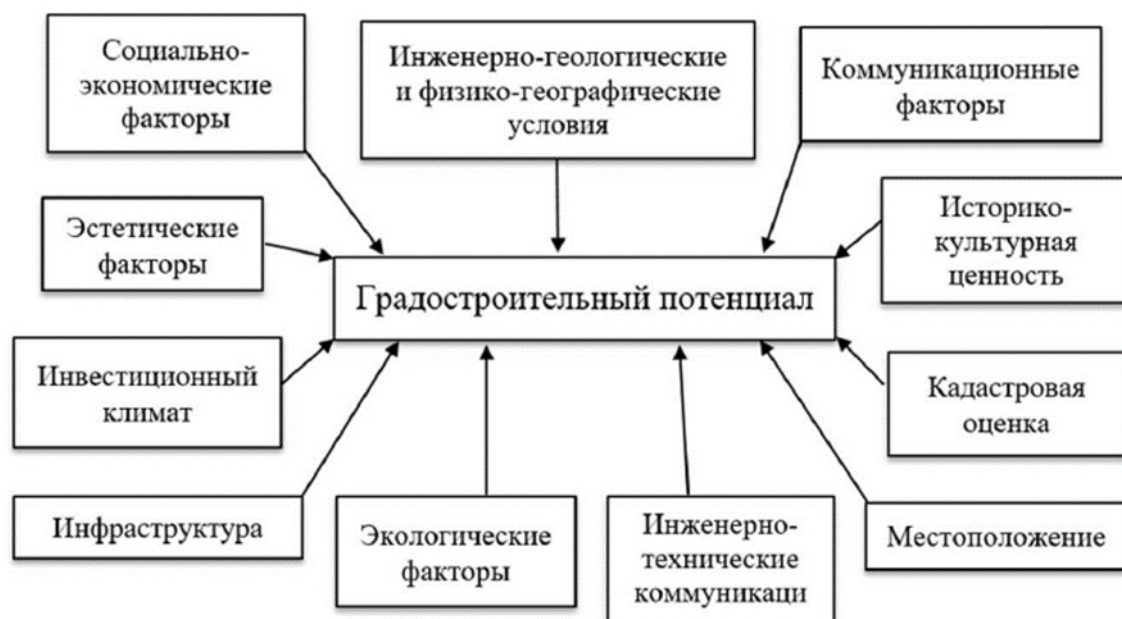 Социально-
экономические
факторы
Инженерно-геологические
и физико-географические
условия
Коммуникационные
факторы
Эстетические
факторы
Историко-
культурная
ценность
Градостроительный потенциал
Инвестиционный
климат
Кадастровая
оценка
Инфраструктура
Экологические
факторы
Инженерно-
технические
коммуникаци
Местоположение